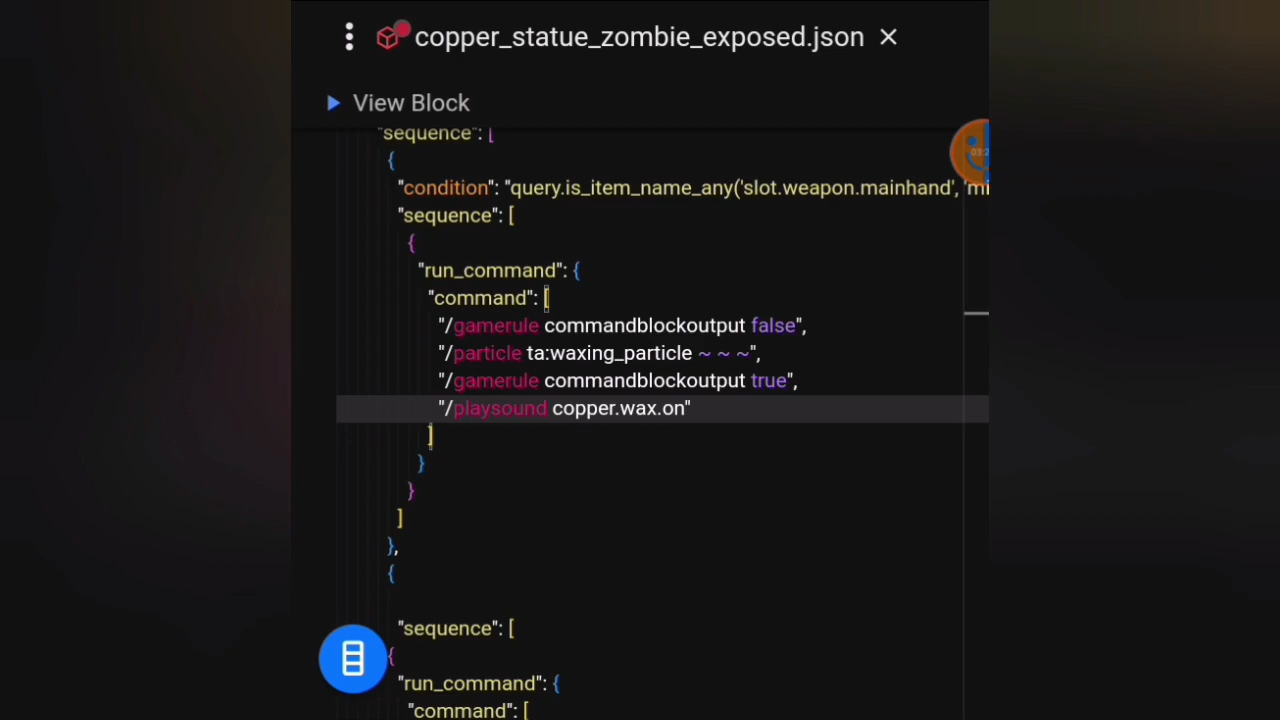 copper_statue_zombie_exposed.json ×
View Block
"sequence": [
{
"condition": "query.is_item_name_any('slot.weapon.mainhand',
"sequence": [
{
"run_command": {
"command": [
"/gamerule commandblockoutput false",
"/particle ta:waxing_particle ~ ~ ~",
"/gamerule commandblockoutput true",
"/playsound copper.wax.on"
]
}
}
]
},
{
"sequence": [
{
"run_command": {
"command": [